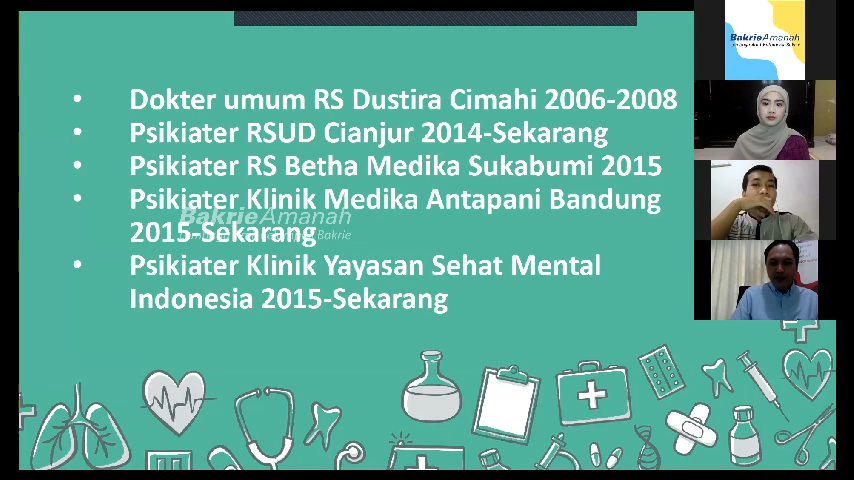 Dokter umum RS Dustira Cimahi 2006-2008
Psikiater RSUD Cianjur 2014-Sekarang
Psikiater RS Betha Medika Sukabumi 2015
Psikiater Klinik Medika Antapani Bandung
2015-Sekarang
Psikiater Klinik Yayasan Sehat Mental
Indonesia 2015-Sekarang
BakrieAmanah
Bakrie
BakrieAmanah